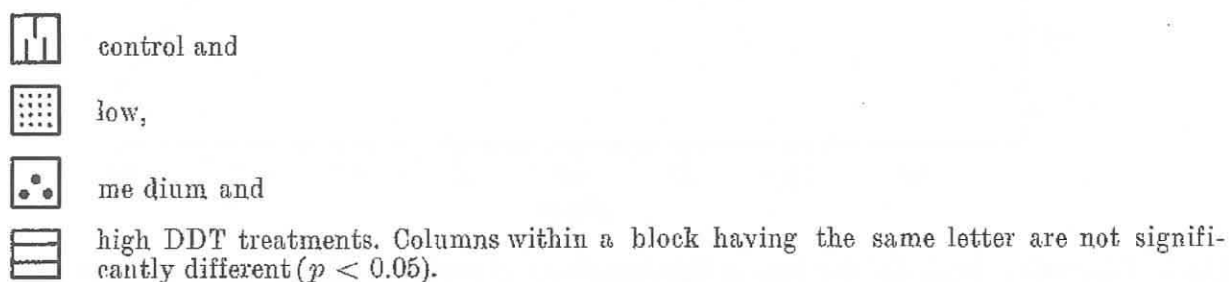 control and
low,
me dium and
high DDT treatments. Columns within a block having the same letter are not signifi-
cantly different (p < 0.05).